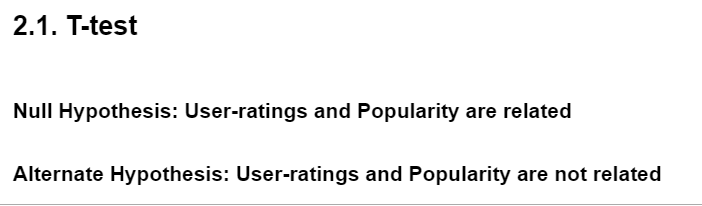 2.1. T-test
Null Hypothesis: User-ratings and Popularity are related
Alternate Hypothesis: User-ratings and Popularity are not related